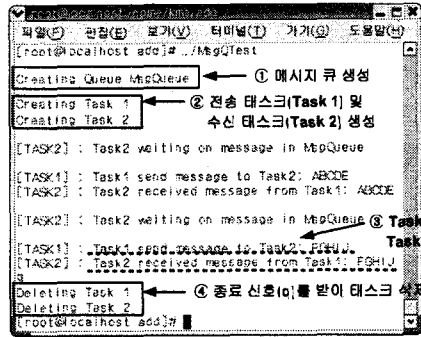 파일(F) 편집(E) 보기(V) 터미널(T) 가기(G) 도움말(H)
[root@localhost add]# ./MsgQTest
Creating Queue MsgQueue ① 메시지 큐 생성
Creating Task 1 ② 전송 태스크(Task 1) 및
Creating Task 2 수신 태스크(Task 2) 생성
[TASK2] : Task2 waiting on message in MsgQueue
[TASK1] : Task1 send message to Task2: ABCDE
[TASK2] : Task2 received message from Task1: ABCDE
[TASK2] : Task2 waiting on message in MsgQueue ③ Task
Task
[TASK1] : Task1 send message to Task2: FGHIJ
[TASK2] : Task2 received message from Task1: FGHIJ
Deleting Task 1 ④ 종료 신호(q)를 받아 태스크 삭제
Deleting Task 2
[root@localhost add]#